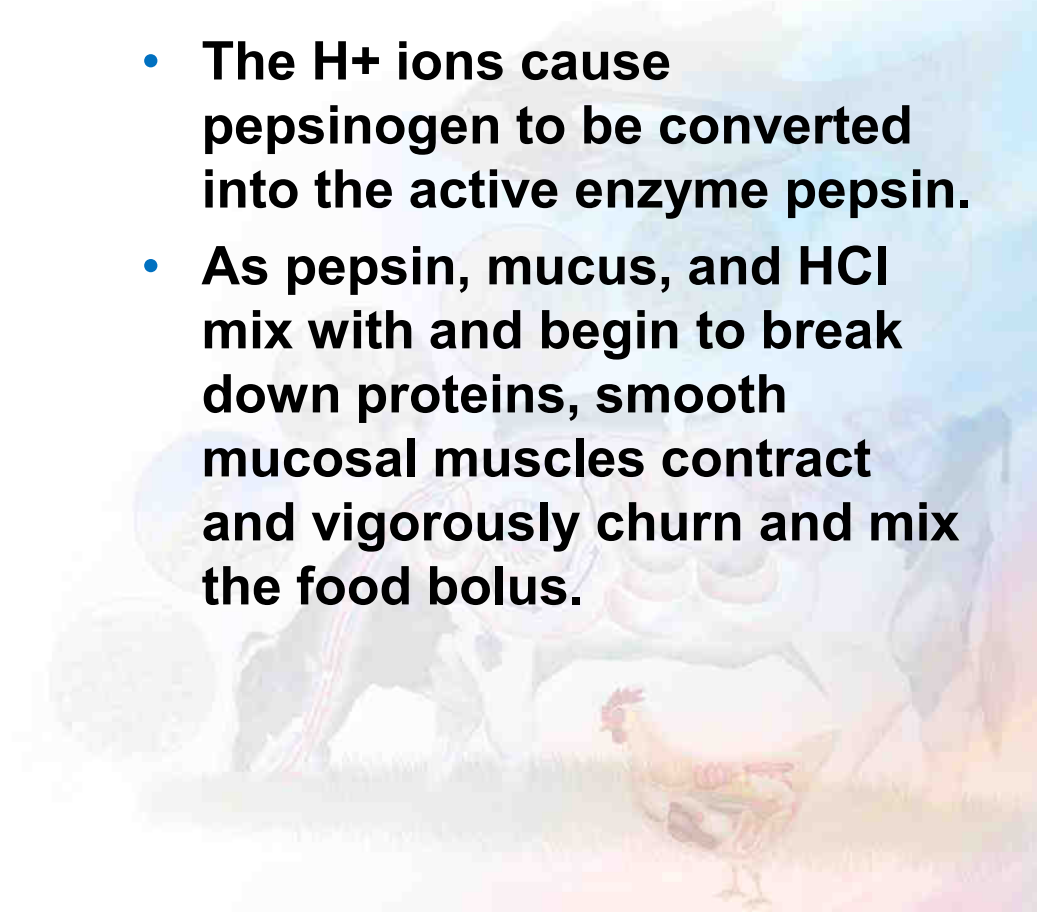 • The H+ ions cause
pepsinogen to be converted
into the active enzyme pepsin.
• As pepsin, mucus, and HCl
mix with and begin to break
down proteins, smooth
mucosal muscles contract
and vigorously churn and mix
the food bolus.